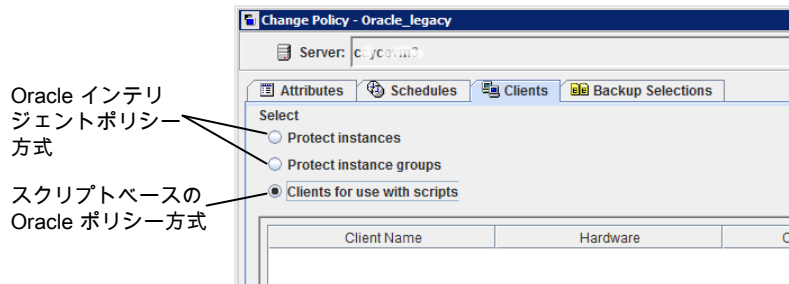 Change Policy - Oracle_legacy
Server:
Attributes Schedules Clients Backup Selections
Select
Protect instances
Protect instance groups
Clients for use with scripts
Client Name Hardware
Oracle インテリ
ジェントポリシー
方式
スクリプトベースの
Oracle ポリシー方式